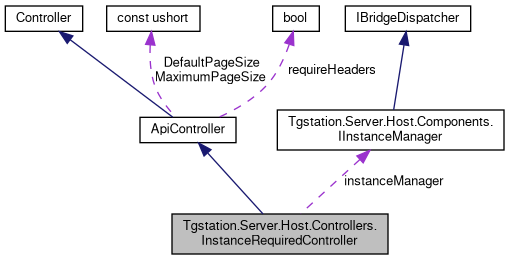 Controller
const ushort
bool
IBridgeDispatcher
DefaultPageSize
MaximumPageSize
requireHeaders
ApiController
Tgstation.Server.Host.Components.
IInstanceManager
instanceManager
Tgstation.Server.Host.Controllers.
InstanceRequiredController